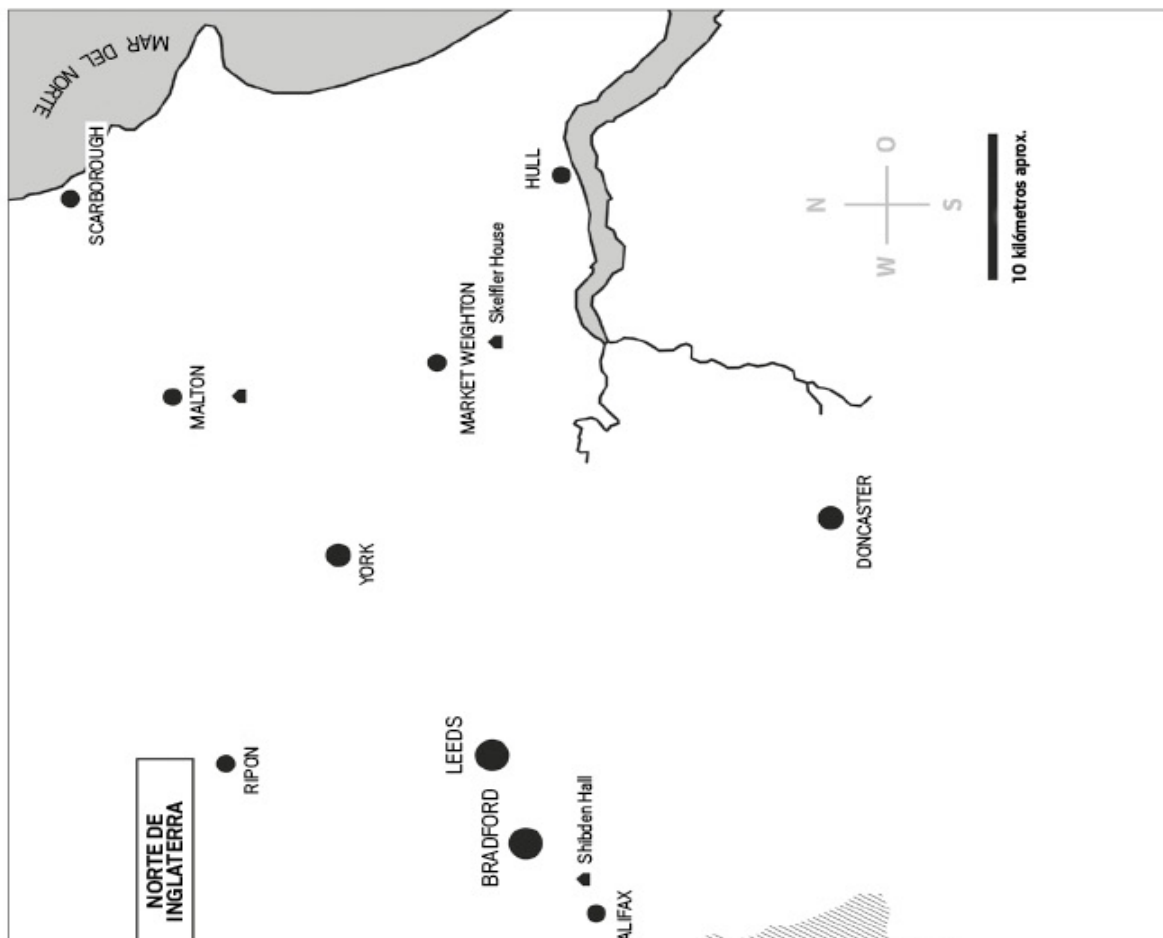 MAR DEL NORTE
SCARBOROUGH
MALTON
HULL
Skelfler House
MARKET WEIGHTON
YORK
DONCASTER
RIPON
LEEDS
BRADFORD
Shibden Hall
ALIFAX
NORTE DE
INGLATERRA
N
O
S
W
10 kilómetros aprox.